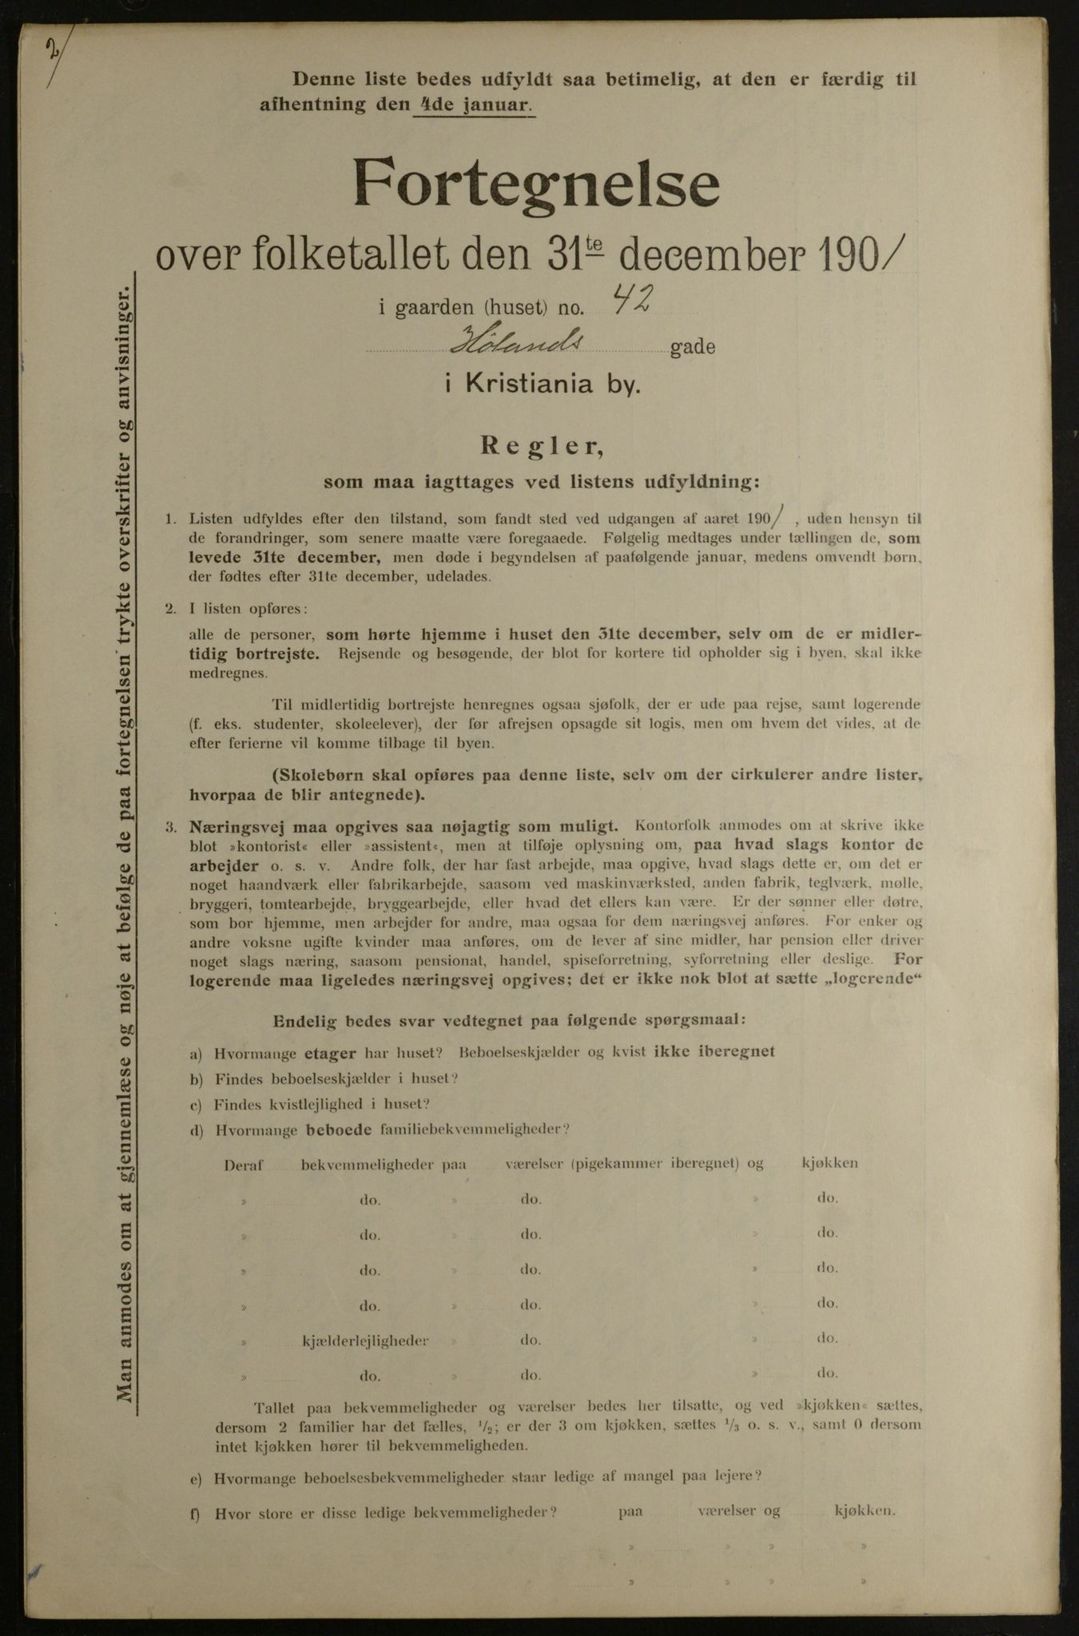 2/
Denne liste bedes udfyldt saa betimelig, at den er færdig til
afhentning den 4de januar.
Fortegnelse
over folketallet den 31te december 190/
i gaarden (huset) no. 42
Hølands gade
i Kristiania by.
Regler,
som maa iagttages ved listens udfyldning:
1. Listen udfyldes efter den tilstand, som fandt sted ved udgangen af aaret 190/ , uden hensyn til
de forandringer, som senere maatte være foregaaede. Følgelig medtages under tællingen de, som
levede 31te december, men døde i begyndelsen af paafølgende januar, medens omvendt børn,
der fødtes efter 31te december, udelades.
2. I listen opføres:
alle de personer, som hørte hjemme i huset den 31te december, selv om de er midler-
tidig bortrejste. Rejsende og besøgende, der blot for kortere tid opholder sig i byen, skal ikke
medregnes.
Til midlertidig bortrejste henregnes ogsaa sjøfolk, der er ude paa rejse, samt logerende
(f. eks. studenter, skoleelever), der før afrejsen opsagde sit logis, men om hvem det vides, at de
efter ferierne vil komme tilbage til byen.
(Skolebørn skal opføres paa denne liste, selv om der cirkulerer andre lister,
hvorpaa de blir antegnede).
3. Næringsvej maa opgives saa nøjagtig som muligt. Kontorfolk anmodes om at skrive ikke
blot »kontorist« eller »assistent«, men at tilføje oplysning om, paa hvad slags kontor de
arbejder o. s. v. Andre folk, der har fast arbejde, maa opgive, hvad slags dette er, om det er
noget haandværk eller fabrikarbejde, saasom ved maskinværksted, anden fabrik, teglværk, mølle,
bryggeri, tomtearbejde, bryggearbejde, eller hvad det ellers kan være. Er der sønner eller døtre,
som bor hjemme, men arbejder for andre, maa ogsaa for dem næringsvej anføres. For enker og
andre voksne ugifte kvinder maa anføres, om de lever af sine midler, har pension eller driver
noget slags næring, saasom pensionat, handel, spiseforretning, syforretning eller deslige. For
logerende maa ligeledes næringsvej opgives; det er ikke nok blot at sætte „logerende“
Endelig bedes svar vedtegnet paa følgende spørgsmaal:
a) Hvormange etager har huset? Beboelseskjælder og kvist ikke iberegnet
b) Findes beboelseskjælder i huset?
c) Findes kvistlejlighed i huset?
d) Hvormange beboede familiebekvemmeligheder?
Deraf bekvemmeligheder paa værelser (pigekammer iberegnet) og kjøkken
» do. » do. » do.
» do. » do. » do.
» do. » do. » do.
» do. » do. » do.
» kjælderlejligheder do. » do.
» do. » do. » do.
Tallet paa bekvemmeligheder og værelser bedes her tilsatte, og ved »kjøkken« sættes,
dersom 2 familier har det fælles, 1/2; er der 3 om kjøkken, sættes 1/3 o. s. v., samt 0 dersom
intet kjøkken hører til bekvemmeligheden.
e) Hvormange beboelsesbekvemmeligheder staar ledige af mangel paa lejere?
f) Hvor store er disse ledige bekvemmeligheder? paa værelser og kjøkken.
» » » »
» » » »
Man anmodes om at gjennemlæse og nøje at befølge de paa fortegnelsen trykte overskrifter og anvisninger.